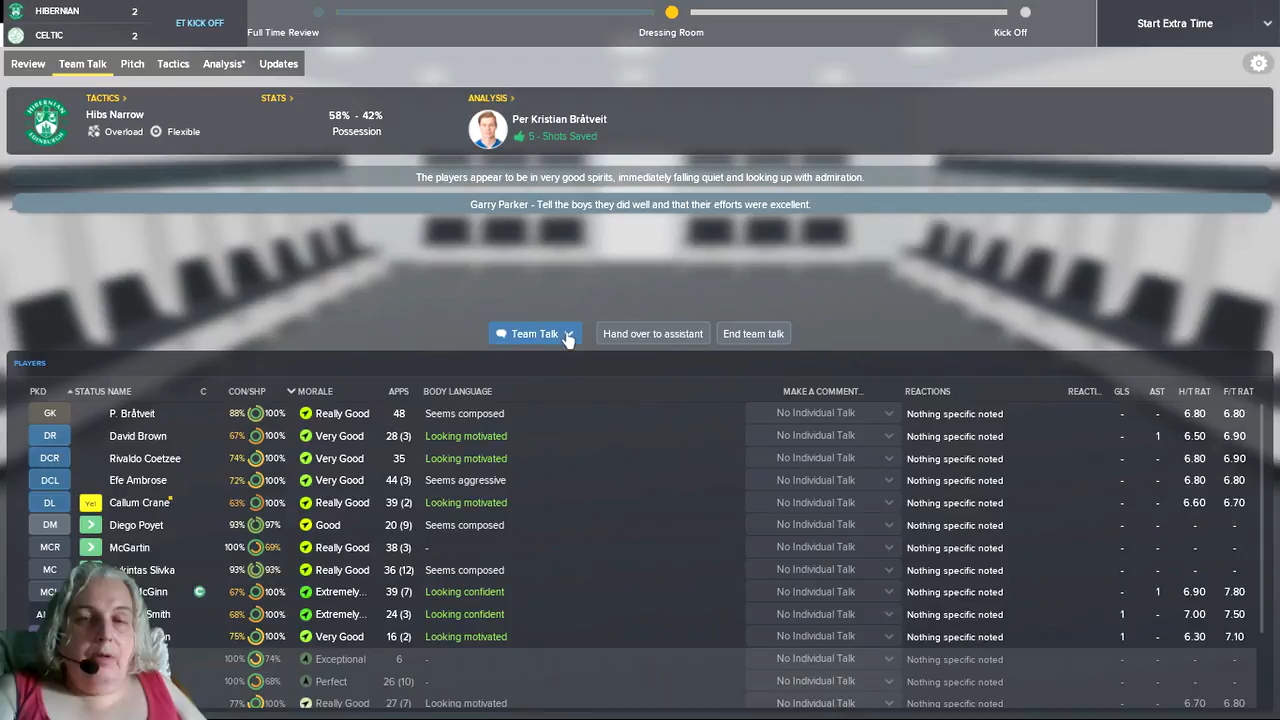 HIBERNIAN 2
CELTIC 2
ET KICK OFF
Full Time Review
Dressing Room
Kick Off
Start Extra Time
Review Team Talk Pitch Tactics Analysis* Updates
HIBERNIAN
EDINBURGH
TACTICS >
Hibs Narrow
Overload Flexible
STATS >
58% - 42%
Possession
ANALYSIS >
Per Kristian Bråtveit
5 - Shots Saved
The players appear to be in very good spirits, immediately falling quiet and looking up with admiration.
Garry Parker - Tell the boys they did well and that their efforts were excellent.
Team Talk Hand over to assistant End team talk
PLAYERS
PKD STATUS NAME C CON/SHP MORALE APPS BODY LANGUAGE MAKE A COMMENT... REACTIONS REACTI... GLS AST H/T RAT F/T RAT
GK P. Bråtveit 88% 100% Really Good 48 Seems composed No Individual Talk Nothing specific noted - - 6.80 6.80
DR David Brown 67% 100% Very Good 28 (3) Looking motivated No Individual Talk Nothing specific noted - 1 6.50 6.90
DCR Rivaldo Coetzee 74% 100% Very Good 35 Looking motivated No Individual Talk Nothing specific noted - - 6.80 6.90
DCL Efe Ambrose 72% 100% Very Good 44 (3) Seems aggressive No Individual Talk Nothing specific noted - - 6.80 6.80
DL Yel Callum Crane 63% 100% Really Good 39 (2) Looking motivated No Individual Talk Nothing specific noted - - 6.60 6.70
DM Diego Poyet 93% 97% Good 20 (9) Seems composed No Individual Talk Nothing specific noted - - - -
MCR McGartin 100% 69% Really Good 38 (3) - No Individual Talk Nothing specific noted - - - -
MC Slivka 93% 93% Really Good 36 (12) Seems composed No Individual Talk Nothing specific noted - - - -
McGinn C 67% 100% Extremely... 39 (7) Looking confident No Individual Talk Nothing specific noted - 1 6.90 7.80
Smith 68% 100% Extremely... 24 (3) Looking confident No Individual Talk Nothing specific noted 1 - 7.00 7.50
75% 100% Very Good 16 (2) Looking motivated No Individual Talk Nothing specific noted 1 - 6.30 7.10
100% 74% Exceptional 6 - No Individual Talk Nothing specific noted - - - -
100% 68% Perfect 26 (10) - No Individual Talk Nothing specific noted - - - -
77% 100% Really Good 27 (7) Looking motivated No Individual Talk Nothing specific noted - - 6.70 6.80